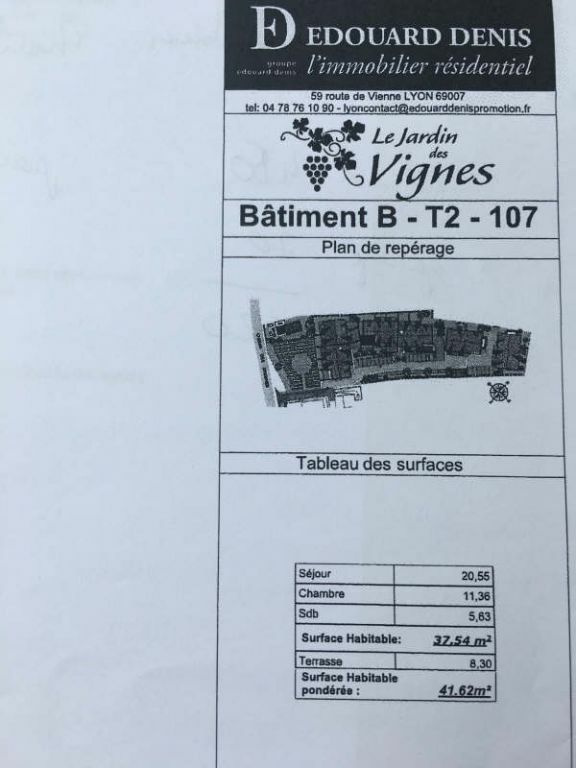 ED EDOUARD DENIS
groupe
edouard denis
l'immobilier résidentiel
59 route de Vienne LYON 69007
tel: 04 78 76 10 90 - lyoncontact@edouarddenispromotion.fr
Le Jardin
des
Vignes
Bâtiment B - T2 - 107
Plan de repérage
Tableau des surfaces
Séjour 20,55
Chambre 11,36
Sdb 5,63
Surface Habitable: 37.54 m²
Terrasse 8,30
Surface Habitable
pondérée : 41.62m²